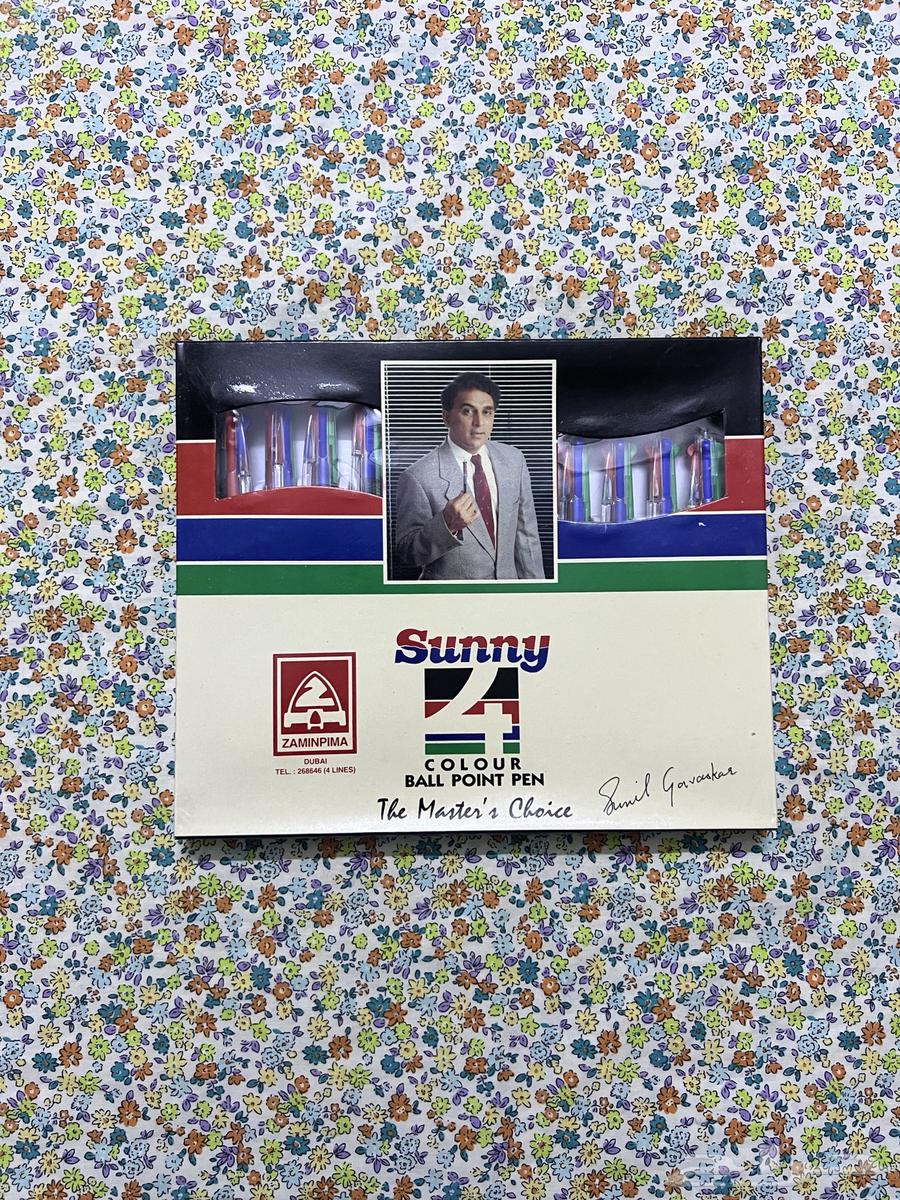 Sunny
4
COLOUR
BALL POINT PEN
The Master's Choice
ZAMINPIMA
DUBAI
TEL. : 268646 (4 LINES)
Sunil Gavaskar